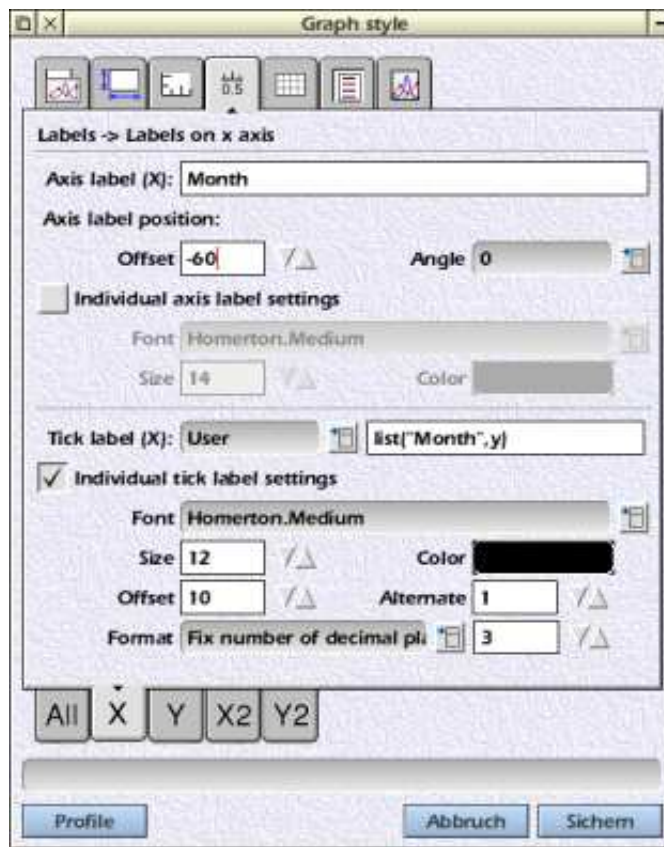 Graph style
0.5
Labels -> Labels on x axis
Axis label (X): Month
Axis label position:
Offset -60 Angle 0
Individual axis label settings
Font Homerton.Medium
Size 14 Color
Tick label (X): User list("Month",y)
Individual tick label settings
Font Homerton.Medium
Size 12 Color
Offset 10 Alternate 1
Format Fix number of decimal pla 3
All X Y X2 Y2
Profile Abbruch Sichern